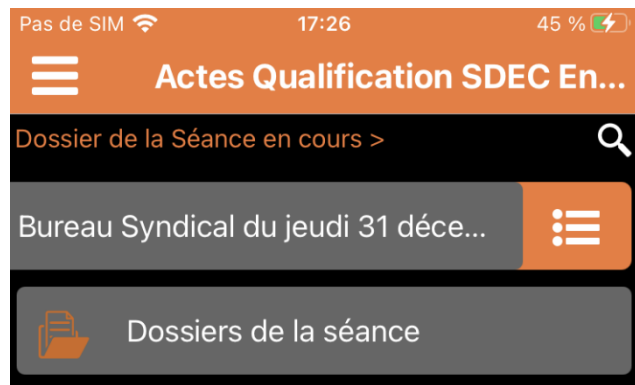 Pas de SIM 17:26 45 %
Actes Qualification SDEC En...
Dossier de la Séance en cours >
Bureau Syndical du jeudi 31 déce...
Dossiers de la séance